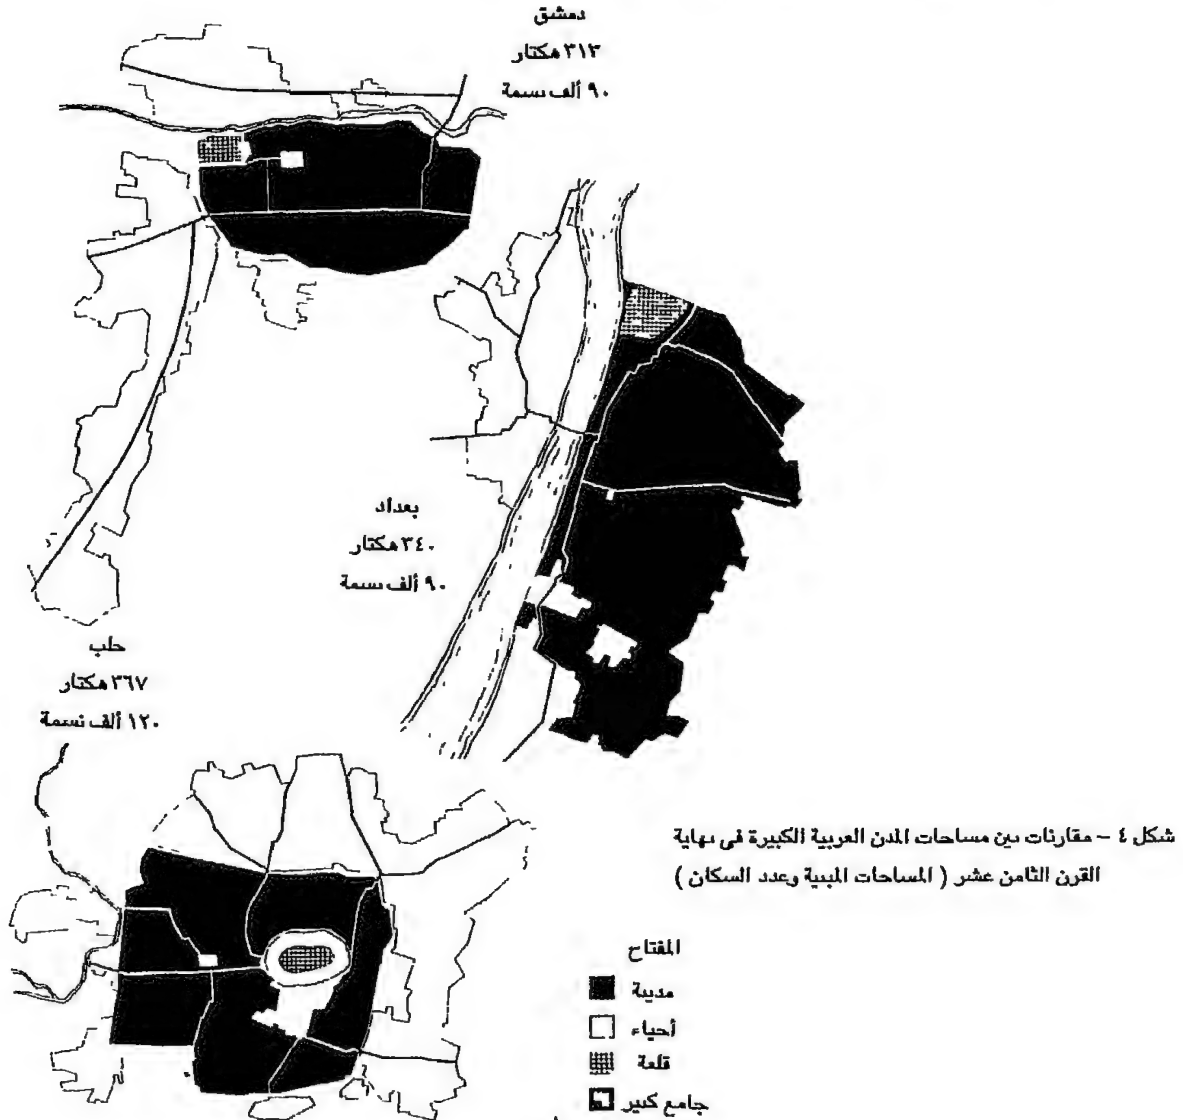 دمشق
٣١٣ هكتار
٩٠ ألف نسمة
بغداد
٣٤٠ هكتار
٩٠ ألف نسمة
حلب
٣٦٧ هكتار
١٢٠ ألف نسمة
شكل ٤ – مقارنات بين مساحات المدن العربية الكبيرة فى نهاية
القرن الثامن عشر ( المساحات المبنية وعدد السكان )
المفتاح
مدينة
أحياء
قلعة
جامع كبير